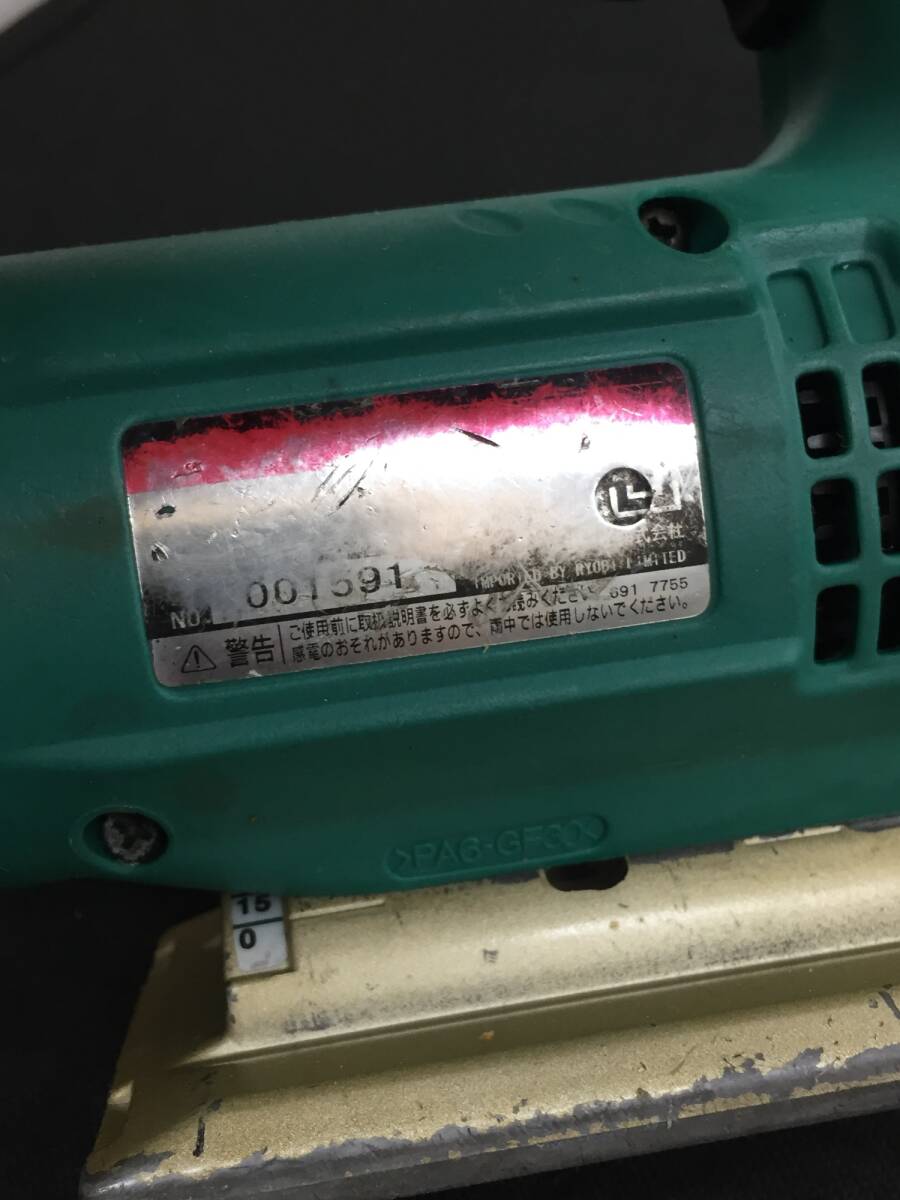 式会社
IMPORTED BY RYOBI LIMITED
NO. 001591
691 7755
警告
ご使用前に取扱説明書を必ずよくお読みください。
感電のおそれがありますので、雨中では使用しないでください。
>PA6-GF30<
15
0